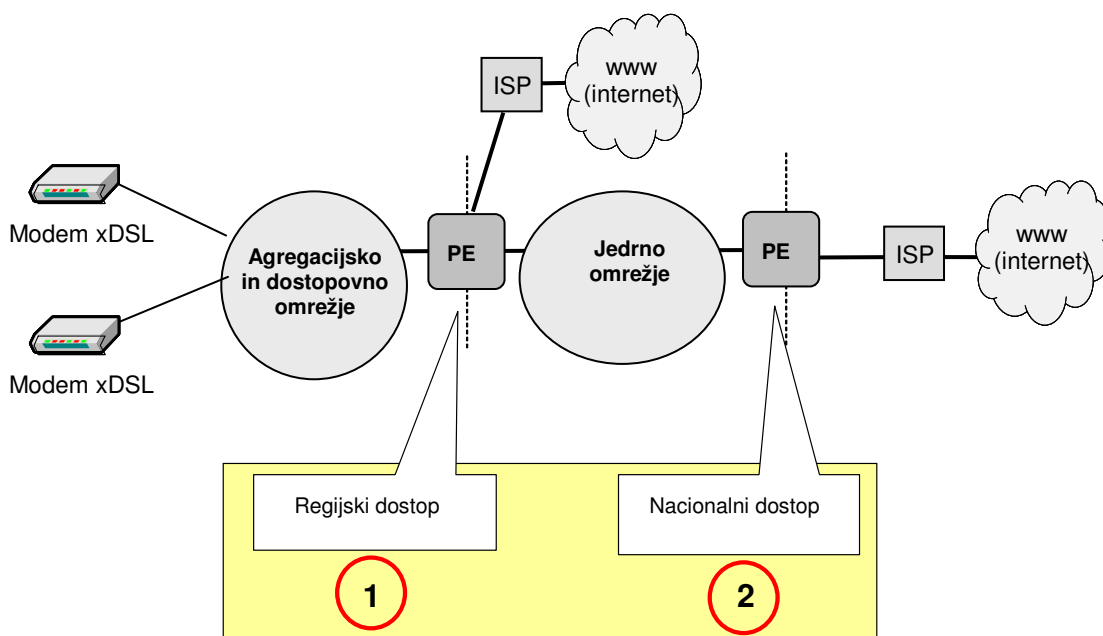 www
(internet)
ISP
Modem xDSL
Agregacijsko
in dostopovno
omrežje
PE
Jedrno
omrežje
PE
ISP
www
(internet)
Modem xDSL
Regijski dostop
Nacionalni dostop
1
2